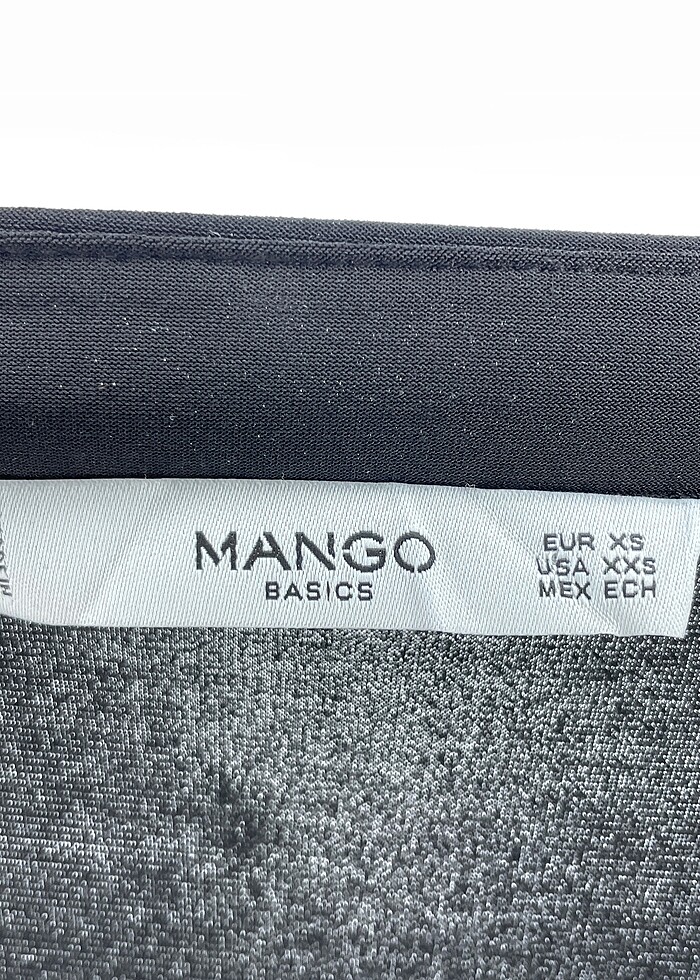 MANGO
BASICS
EUR XS
USA XXS
MEX ECH